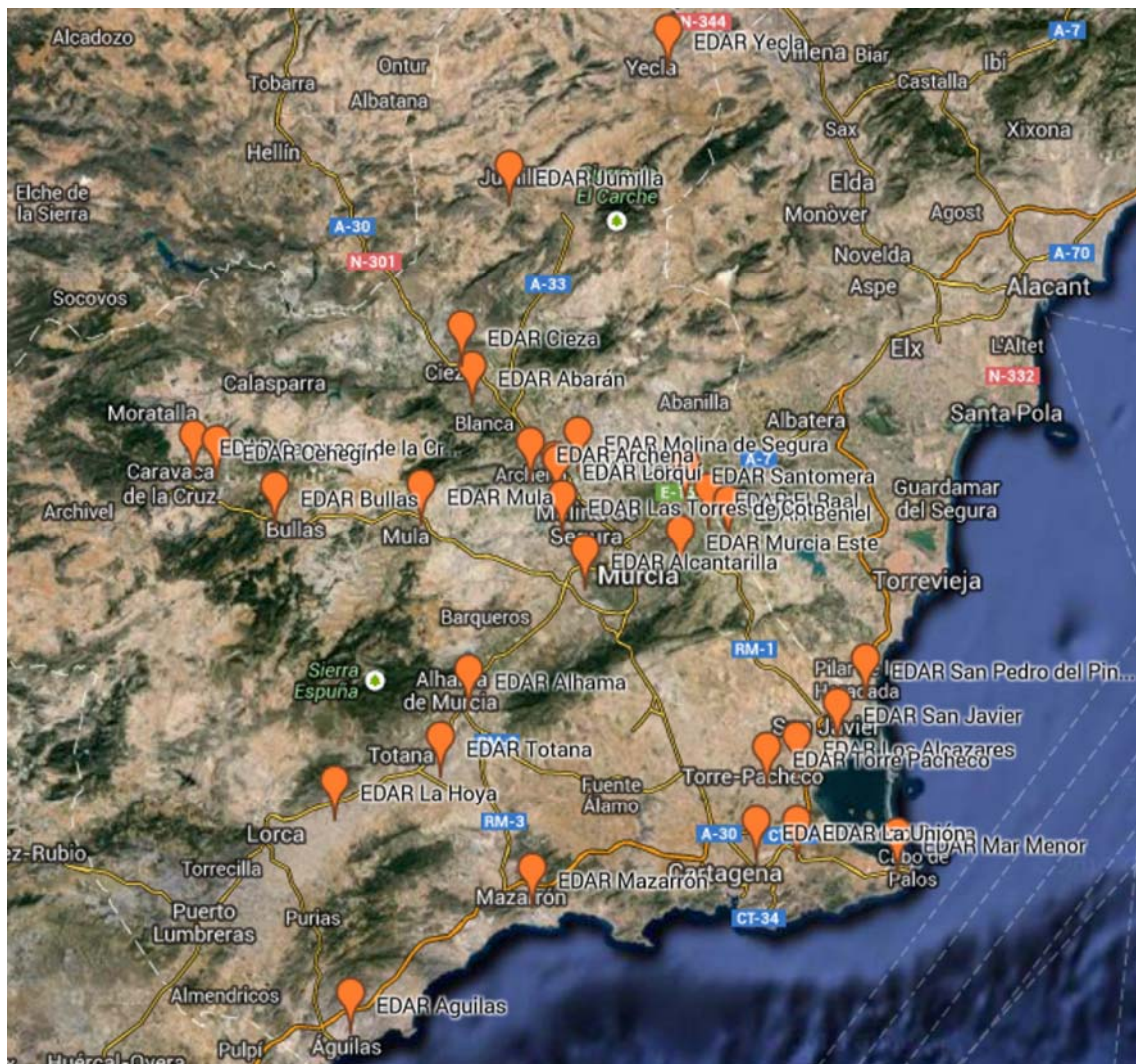 Alcadozo
N-344
A-7
EDAR Yecla
Villena
Biar
Ibi
Ontur
Yecla
Tobarra
Castalla
Albatana
Sax
Xixona
Hellín
EDAR Jumilla
Elche de
la Sierra
El Carche
Elda
Monòver
Agost
A-30
Novelda
A-70
N-301
Aspe
Alacant
A-33
Socovos
EDAR Cieza
Elx
L'Altet
N-332
EDAR Abarán
Calasparra
Abanilla
Moratalla
Blanca
Albatera
Santa Pola
EDAR Molina de Segura
EDAR Archena
de la Cr...
EDAR Cehegín
A-7
Caravaca
de la Cruz
EDAR Lorquí
EDAR Santomera
EDAR Bullas
EDAR Mula
Guardamar
del Segura
Archivel
EDAR Las Torres de Cot
EDAR Beniel
Bullas
Mula
Segura
EDAR Murcia Este
EDAR Alcantarilla
Murcia
Torrevieja
Barqueros
RM-1
Sierra
Espuña
Alhama
de Murcia
EDAR Alhama
EDAR San Pedro del Pin...
EDAR San Javier
Totana
EDAR Totana
EDAR Los Alcazares
EDAR Torre Pacheco
Torre-Pacheco
Fuente
Álamo
EDAR La Hoya
RM-3
Lorca
A-30
EDAR La Unión
EDAR Mar Menor
Cabo de
Palos
Torrecilla
Cartagena
EDAR Mazarrón
Mazarrón
Puerto
Lumbreras
Purias
CT-34
Almendricos
EDAR Aguilas
Pulpí
Águilas
Huércal-Overa